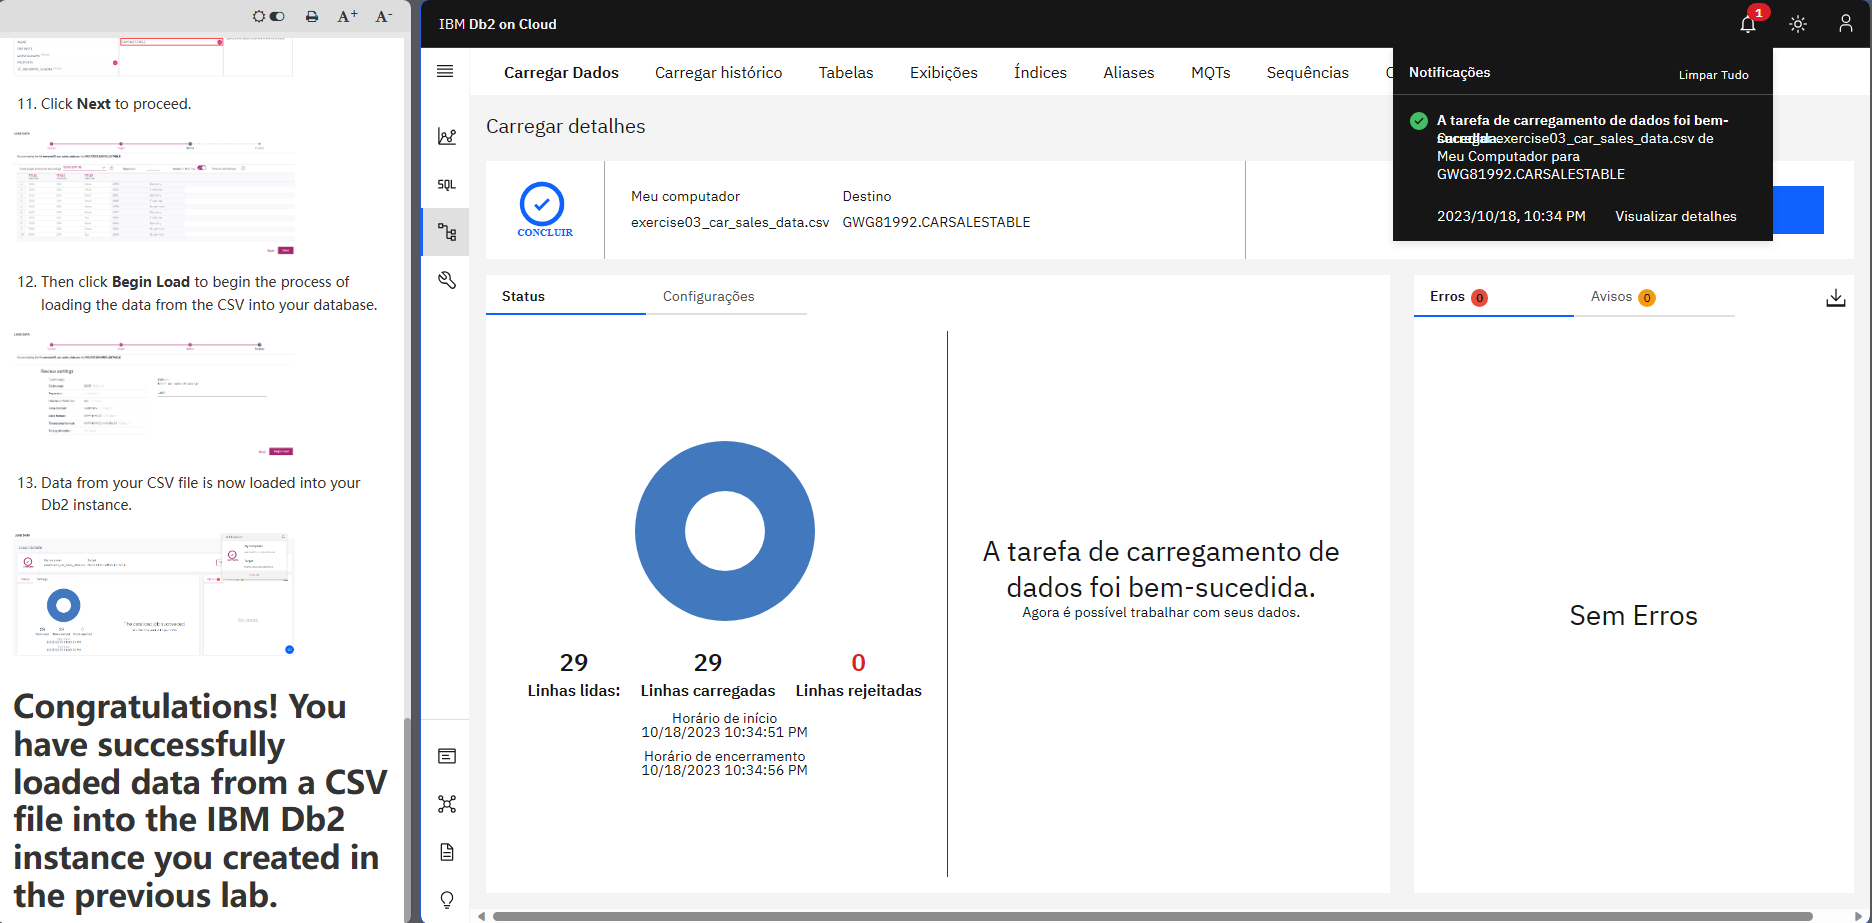 A+
A-
11. Click Next to proceed.
12. Then click Begin Load to begin the process of
loading the data from the CSV into your database.
Review settings
13. Data from your CSV file is now loaded into your
Db2 instance.
Congratulations! You
have successfully
loaded data from a CSV
file into the IBM Db2
instance you created in
the previous lab.
IBM Db2 on Cloud
1
Carregar Dados
Carregar histórico
Tabelas
Exibições
Índices
Aliases
MQTs
Sequências
Notificações
Limpar Tudo
A tarefa de carregamento de dados foi bem-
sucedida.
Carregar exercise03_car_sales_data.csv de
Meu Computador para
GWG81992.CARSALESTABLE
2023/10/18, 10:34 PM
Visualizar detalhes
SQL
Carregar detalhes
CONCLUIR
Meu computador
exercise03_car_sales_data.csv
Destino
GWG81992.CARSALESTABLE
Status
Configurações
29
Linhas lidas:
29
Linhas carregadas
0
Linhas rejeitadas
Horário de início
10/18/2023 10:34:51 PM
Horário de encerramento
10/18/2023 10:34:56 PM
A tarefa de carregamento de
dados foi bem-sucedida.
Agora é possível trabalhar com seus dados.
Erros 0
Avisos 0
Sem Erros